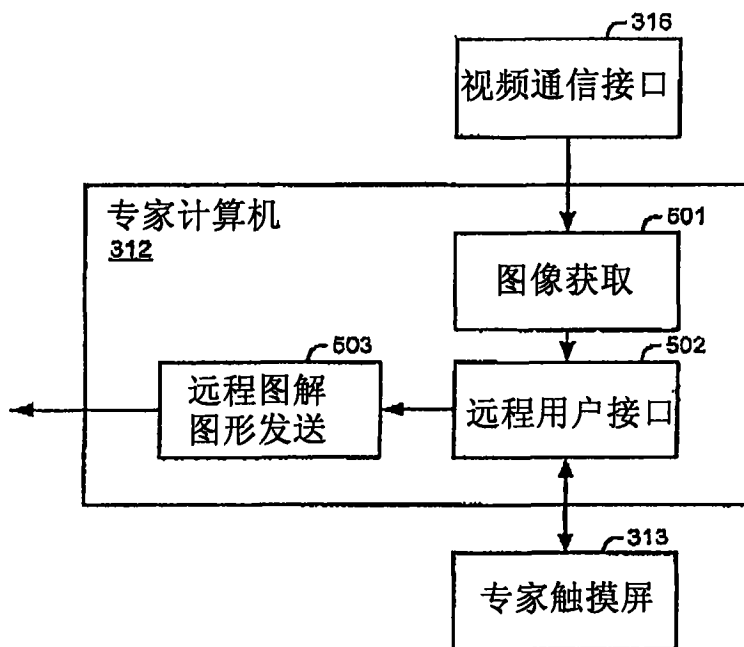 316
视频通信接口
专家计算机
312
501
图像获取
503
远程图解
图形发送
502
远程用户接口
313
专家触摸屏